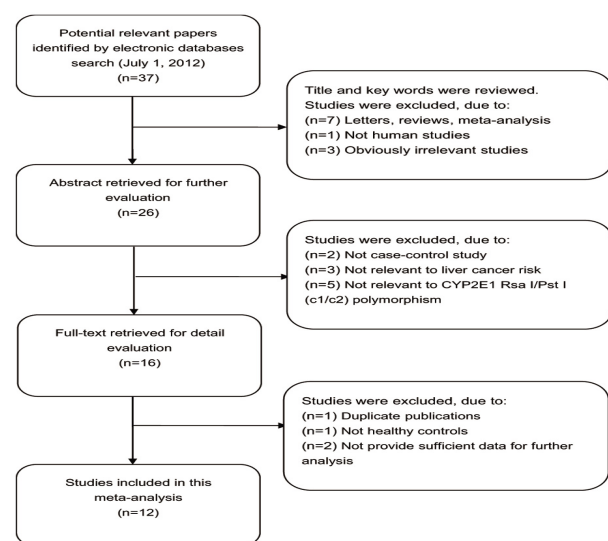 Potential relevant papers
identified by electronic databases
search (July 1, 2012)
(n=37)
Title and key words were reviewed.
Studies were excluded, due to:
(n=7) Letters, reviews, meta-analysis
(n=1) Not human studies
(n=3) Obviously irrelevant studies
Abstract retrieved for further
evaluation
(n=26)
Studies were excluded, due to:
(n=2) Not case-control study
(n=3) Not relevant to liver cancer risk
(n=5) Not relevant to CYP2E1 Rsa I/Pst I
(c1/c2) polymorphism
Full-text retrieved for detail
evaluation
(n=16)
Studies were excluded, due to:
(n=1) Duplicate publications
(n=1) Not healthy controls
(n=2) Not provide sufficient data for further
analysis
Studies included in this
meta-analysis
(n=12)